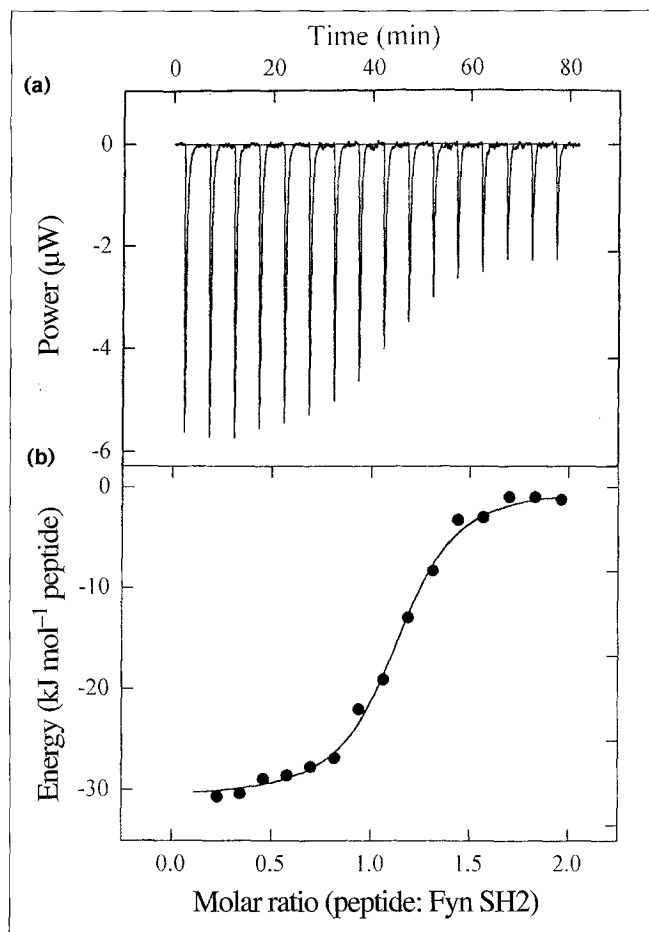 Time (min)
0 20 40 60 80
(a)
0
-2
-4
-6
Power (µW)
(b)
0
-10
-20
-30
Energy (kJ mol⁻¹ peptide)
0.0 0.5 1.0 1.5 2.0
Molar ratio (peptide: Fyn SH2)